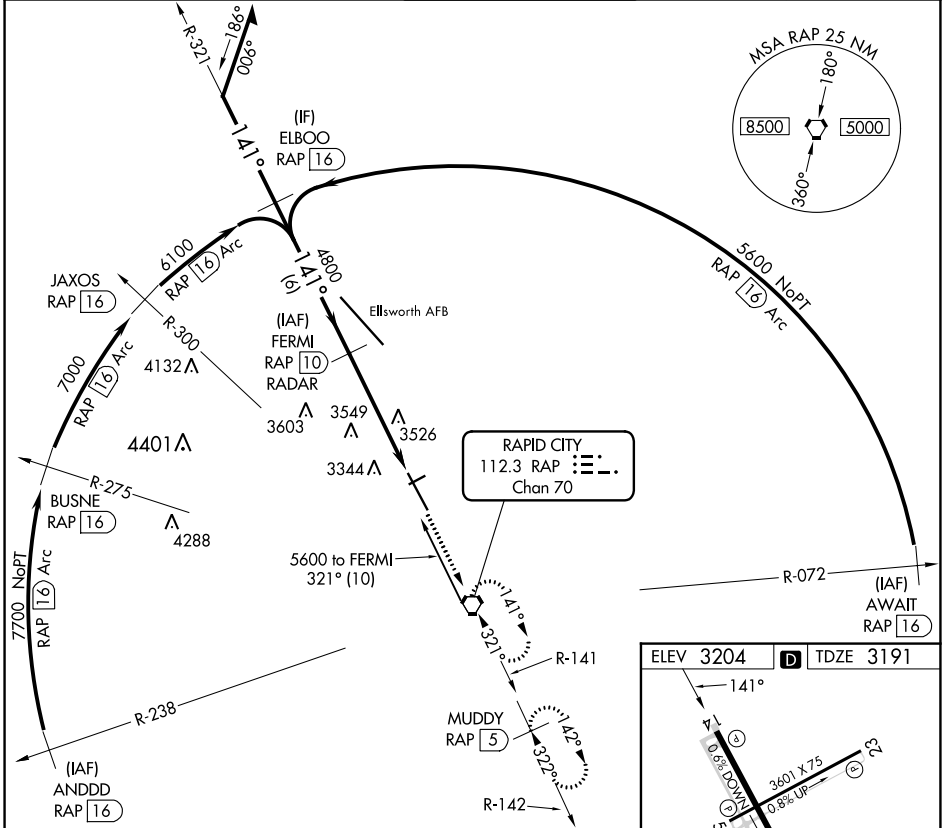 R-321
186°
006°
141°
(IF)
ELBOO
RAP 16
MSA RAP 25 NM
180°
8500
5000
360°
6100
RAP 16 Arc
5600 NoPT
RAP 16 Arc
4800
141°
(6)
JAXOS
RAP 16
R-300
Ellsworth AFB
(IAF)
FERMI
RAP 10
RADAR
7000
RAP 16 Arc
4132
3603
3549
3526
4401
3344
RAPID CITY
112.3 RAP
Chan 70
R-275
BUSNE
RAP 16
4288
5600 to FERMI
321° (10)
7700 NoPT
RAP 16 Arc
R-072
(IAF)
AWAIT
RAP 16
141°
321°
R-141
R-238
MUDDY
RAP 5
142°
322°
R-142
(IAF)
ANDDD
RAP 16
ELEV 3204
D
TDZE 3191
141°
14
P
0.6% DOWN
3601 X 75
0.8% UP
23
P
P